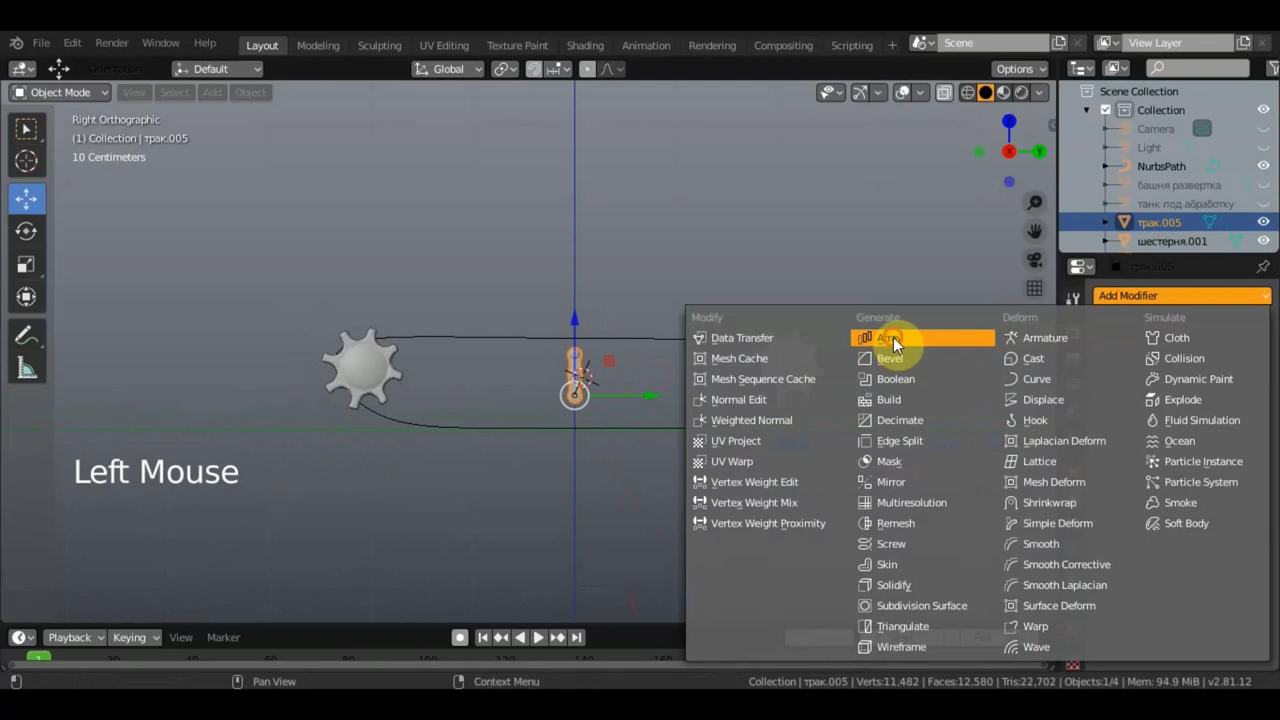 File Edit Render Window Help Layout Modeling Sculpting UV Editing Texture Paint Shading Animation Rendering Compositing Scripting + Scene View Layer
Orientation Default Global Options
Object Mode View Select Add Object
Right Orthographic
(1) Collection | трак.005
10 Centimeters
Scene Collection
Collection
Camera
Light
NurbsPath
башня развертка
танк под абработку
трак.005
шестерня.001
трак.005
Add Modifier
Modify
Data Transfer
Mesh Cache
Mesh Sequence Cache
Normal Edit
Weighted Normal
UV Project
UV Warp
Vertex Weight Edit
Vertex Weight Mix
Vertex Weight Proximity
Generate
Bevel
Boolean
Build
Decimate
Edge Split
Mask
Mirror
Multiresolution
Remesh
Screw
Skin
Solidify
Subdivision Surface
Triangulate
Wireframe
Deform
Armature
Cast
Curve
Displace
Hook
Laplacian Deform
Lattice
Mesh Deform
Shrinkwrap
Simple Deform
Smooth
Smooth Corrective
Smooth Laplacian
Surface Deform
Warp
Wave
Simulate
Cloth
Collision
Dynamic Paint
Explode
Fluid Simulation
Ocean
Particle Instance
Particle System
Smoke
Soft Body
Left Mouse
X Y
Playback Keying View Marker
1
Pan View Context Menu Collection | трак.005 | Verts:11,482 | Faces:12,580 | Tris:22,702 | Objects:1/4 | Mem: 94.9 MiB | v2.81.12